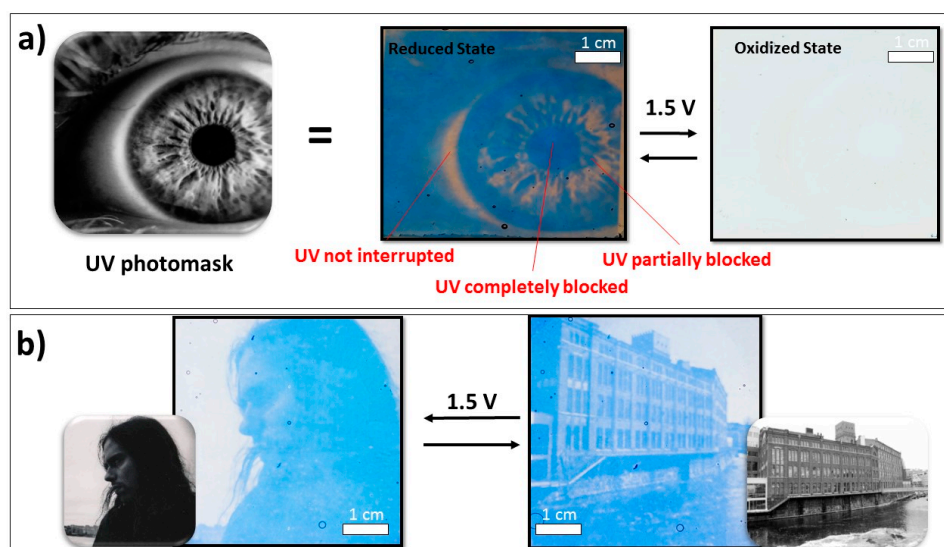 a)
Reduced State
1 cm
Oxidized State
1 cm
=
1.5 V
UV photomask
UV not interrupted
UV partially blocked
UV completely blocked
b)
1.5 V
1 cm
1 cm